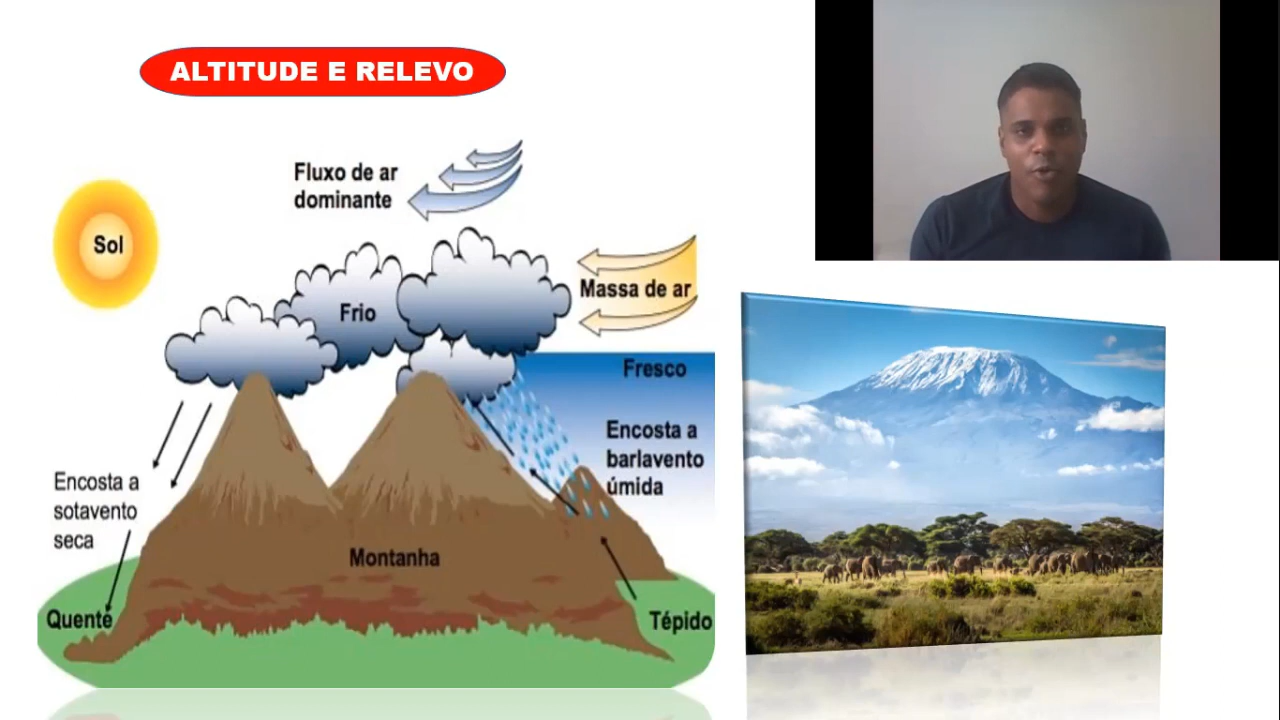 ALTITUDE E RELEVO
Fluxo de ar
dominante
Sol
Massa de ar
Frio
Fresco
Encosta a
barlavento
úmida
Encosta a
sotavento
seca
Montanha
Quente
Tépido